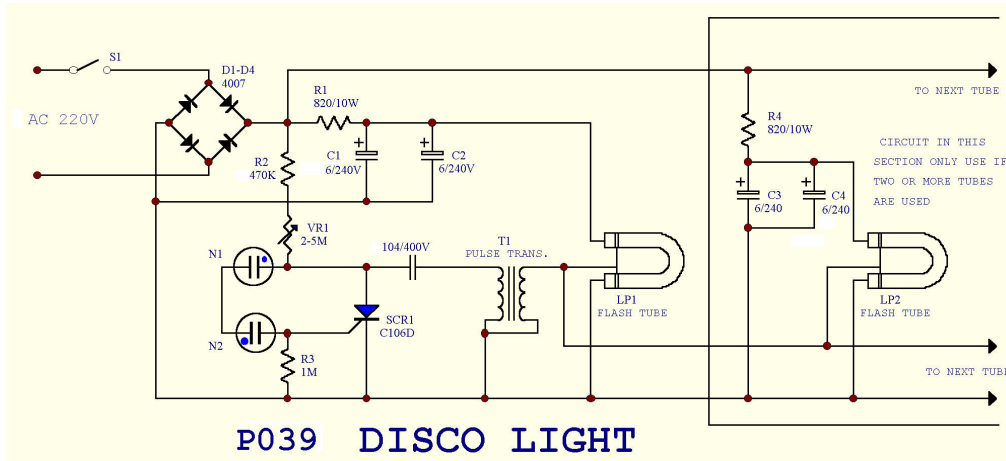 S1
D1-D4
4007
AC 220V
R1
820/10W
C1
6/240V
C2
6/240V
R2
470K
VR1
2-5M
N1
N2
104/400V
T1
PULSE TRANS.
SCR1
C106D
R3
1M
LP1
FLASH TUBE
R4
820/10W
TO NEXT TUBE
CIRCUIT IN THIS
SECTION ONLY USE IF
TWO OR MORE TUBES
ARE USED
C3
6/240
C4
6/240
LP2
FLASH TUBE
TO NEXT TUBE
P039 DISCO LIGHT